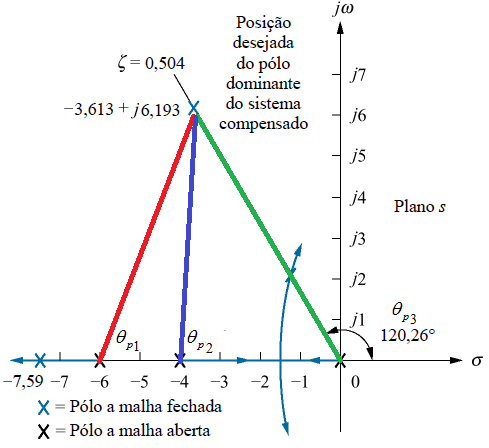 jω
Posição
desejada
do pólo
dominante
do sistema
compensado
ζ = 0,504
−3,613 + j6,193
j7
j6
j5
j4
j3
j2
j1
Plano s
θp1
θp2
θp3
120,26°
−7,59 −7 −6 −5 −4 −3 −2 −1 0
σ
X = Pólo a malha fechada
X = Pólo a malha aberta